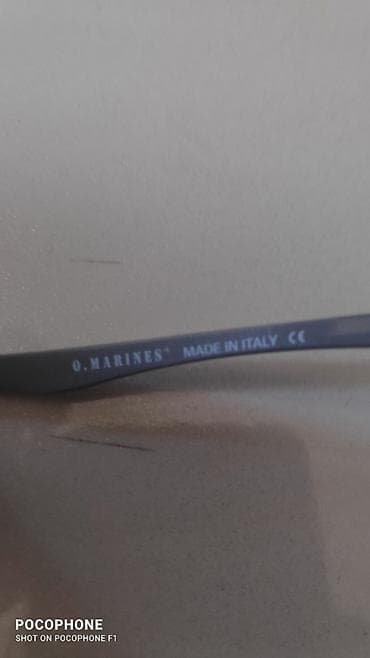 O.MARINES® MADE IN ITALY CE
POCOPHONE
SHOT ON POCOPHONE F1